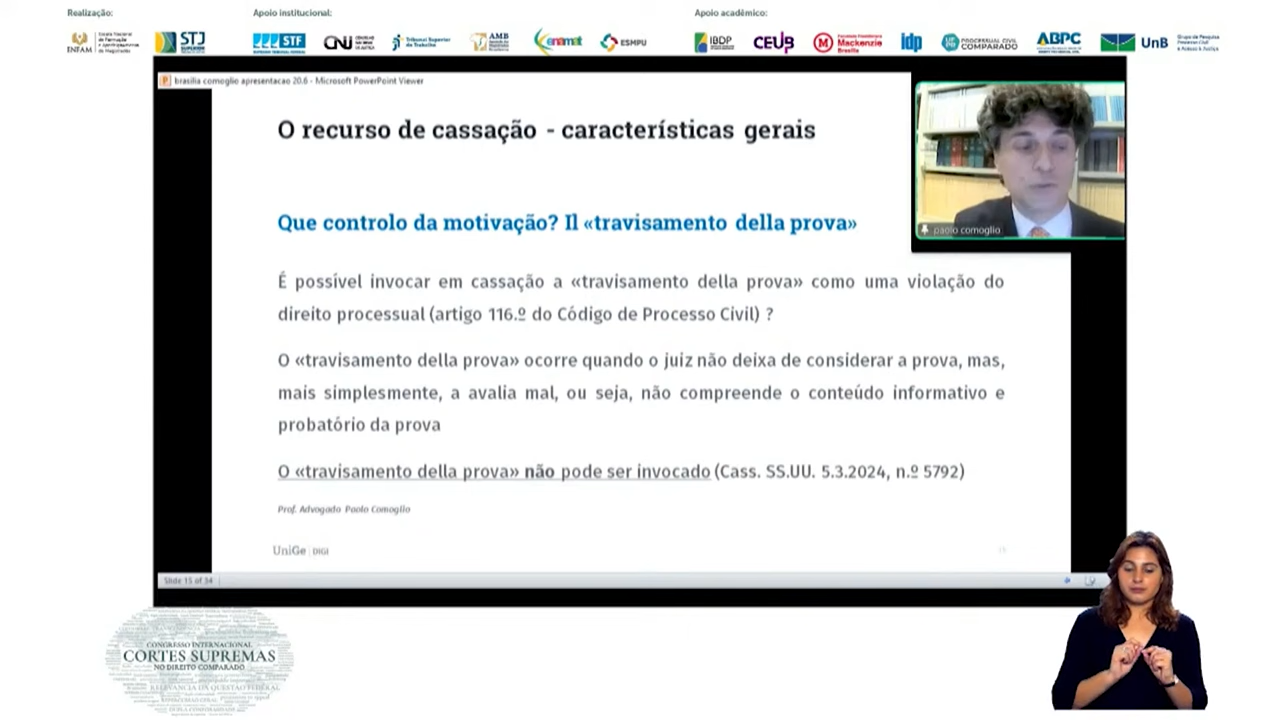 Realização:
Apoio institucional:
Apoio acadêmico:
ENFAM
STJ
STF
CNJ
Tribunal Superior do Trabalho
AMB
enamat
ESMPU
IBDP
CEUB
Mackenzie
idp
PROCESSUAL CIVIL COMPARADO
ABPC
UnB
brasilia comoglio apresentacao 20.6 - Microsoft PowerPoint Viewer
O recurso de cassação - características gerais
Que controlo da motivação? Il «travisamento della prova»
paolo comoglio
É possível invocar em cassação a «travisamento della prova» como uma violação do
direito processual (artigo 116.º do Código de Processo Civil) ?
O «travisamento della prova» ocorre quando o juiz não deixa de considerar a prova, mas,
mais simplesmente, a avalia mal, ou seja, não compreende o conteúdo informativo e
probatório da prova
O «travisamento della prova» não pode ser invocado (Cass. SS.UU. 5.3.2024, n.º 5792)
Prof. Advogado Paolo Comoglio
UniGe | DIGI
Slide 15 of 34
CONGRESSO INTERNACIONAL
CORTES SUPREMAS
NO DIREITO COMPARADO
RELEVÂNCIA DA QUESTÃO FEDERAL